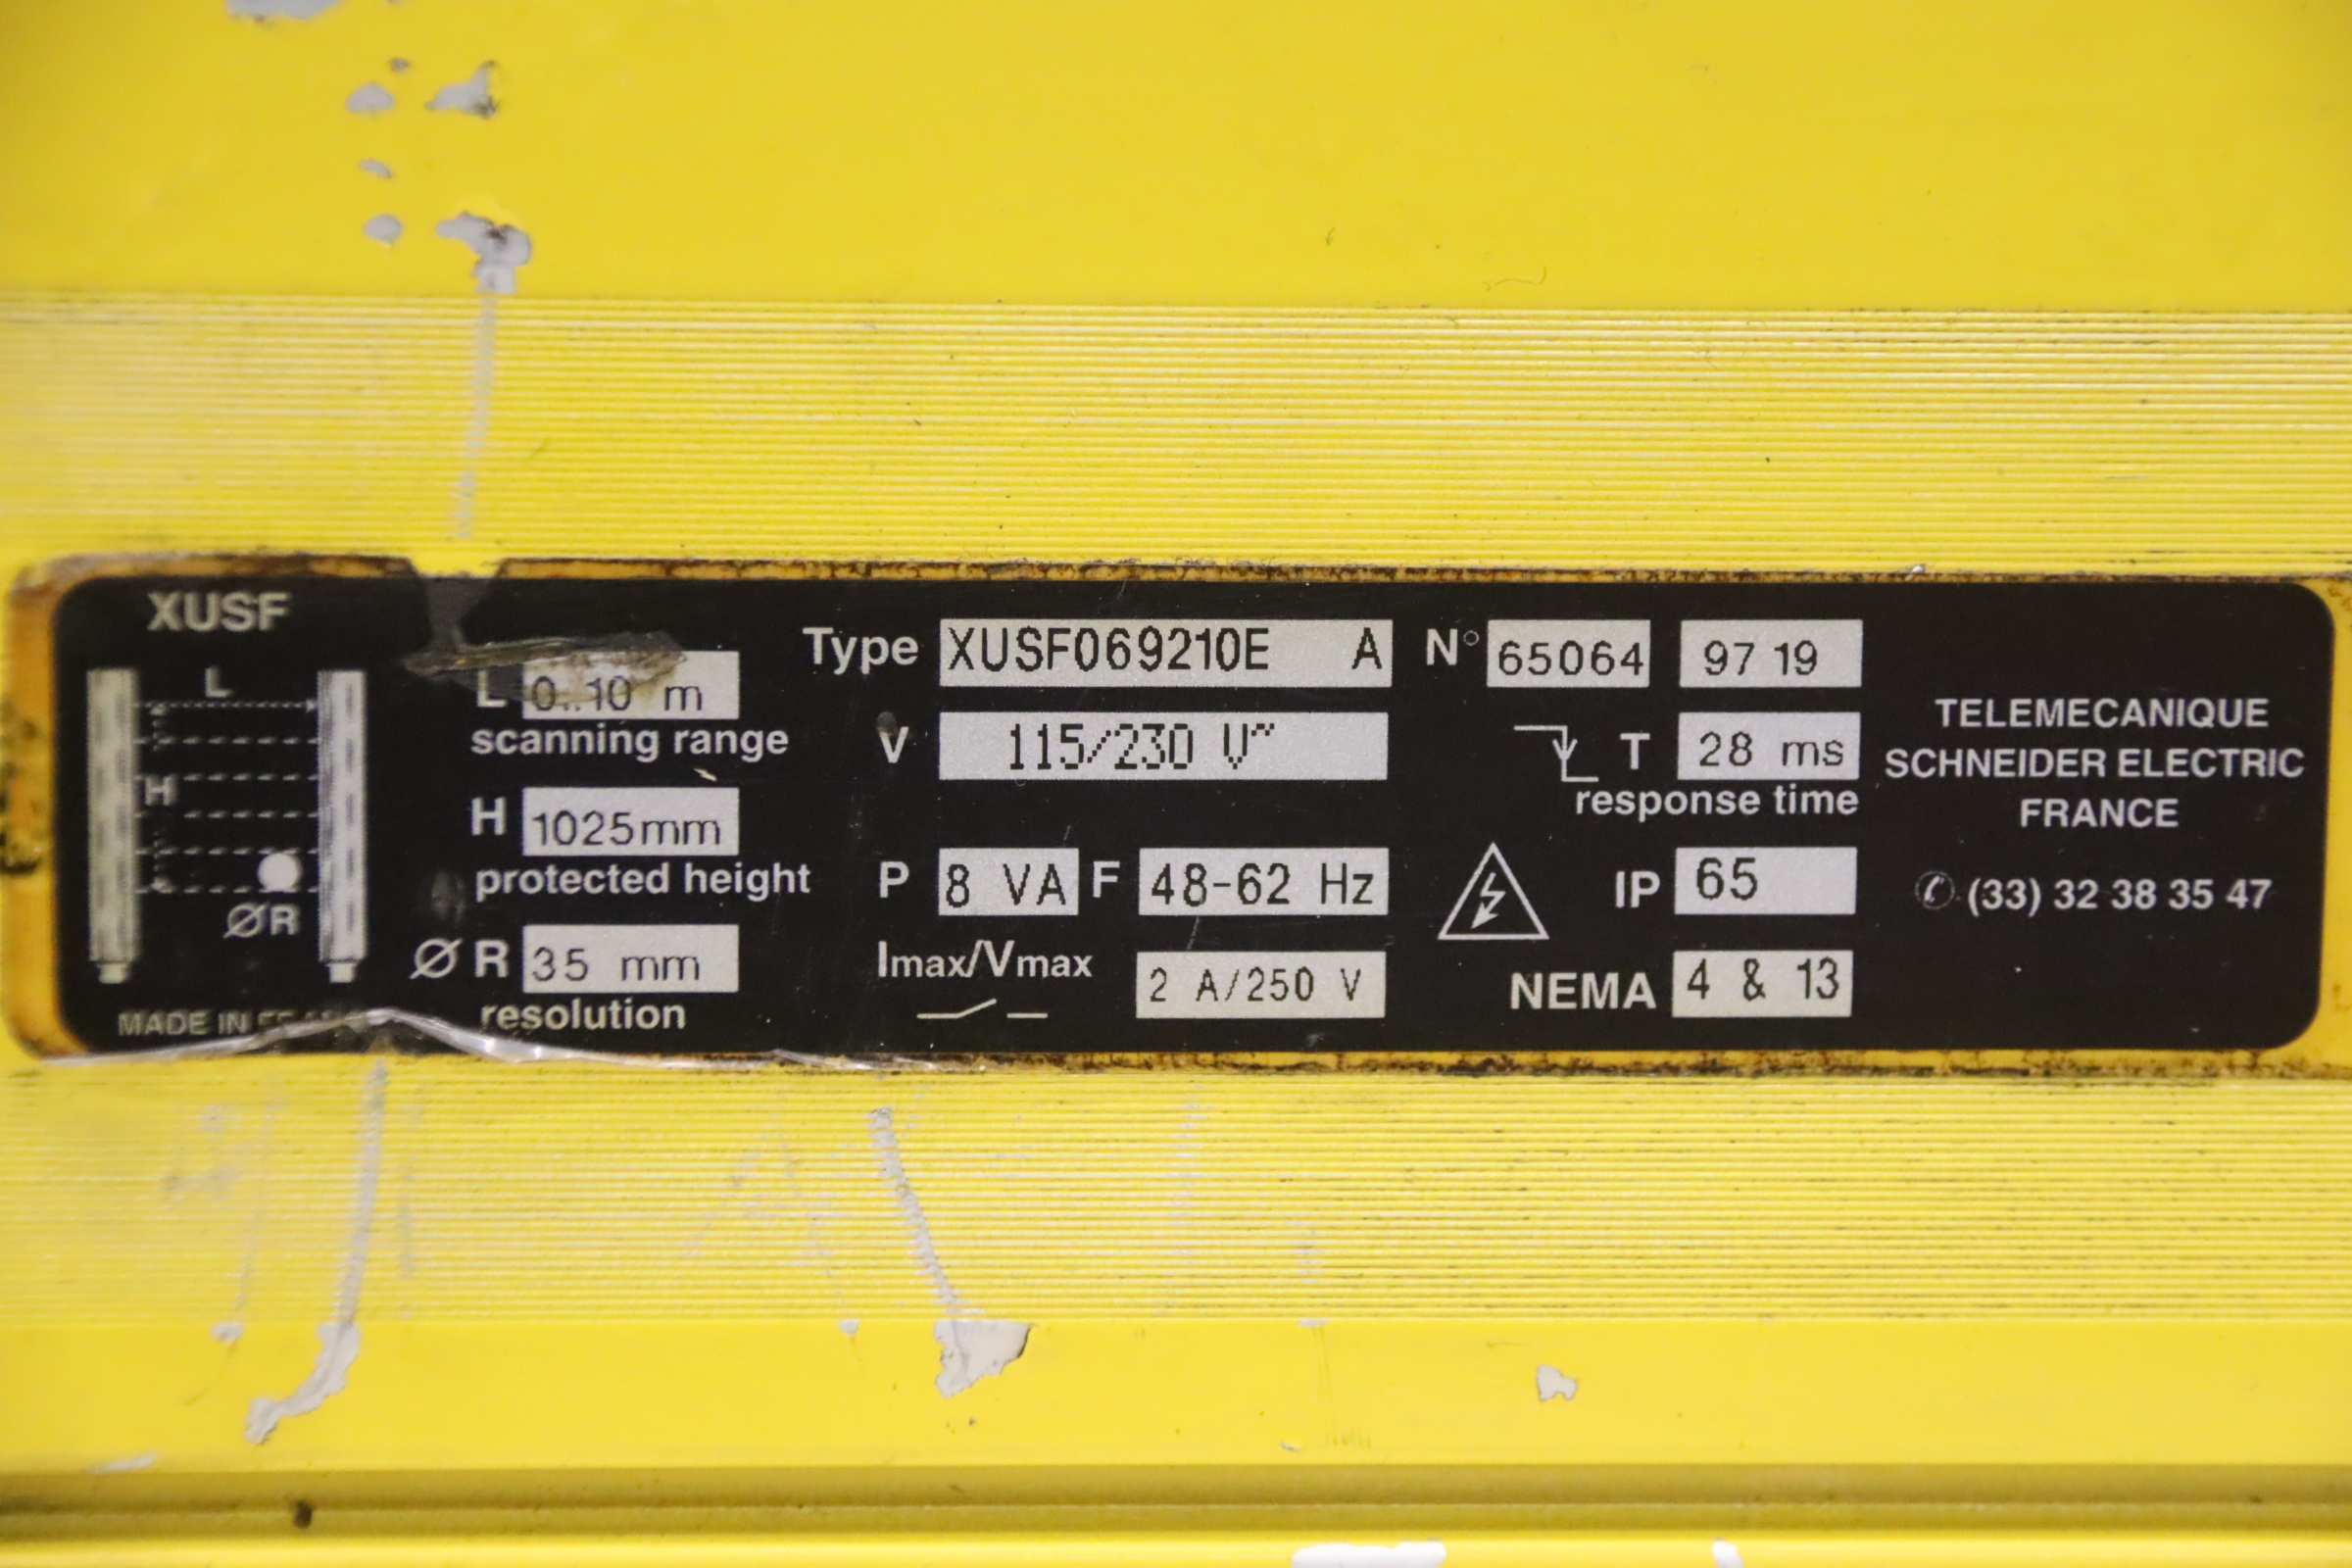 XUSF
L
H
ØR
MADE IN
L 0..10 m
scanning range
H 1025mm
protected height
Ø R 35 mm
resolution
Type XUSF069210E A
V 115/230 V~
P 8 VA F 48-62 Hz
Imax/Vmax 2 A/250 V
N° 65064 97 19
T 28 ms
response time
IP 65
NEMA 4 & 13
TELEMECANIQUE
SCHNEIDER ELECTRIC
FRANCE
✆ (33) 32 38 35 47